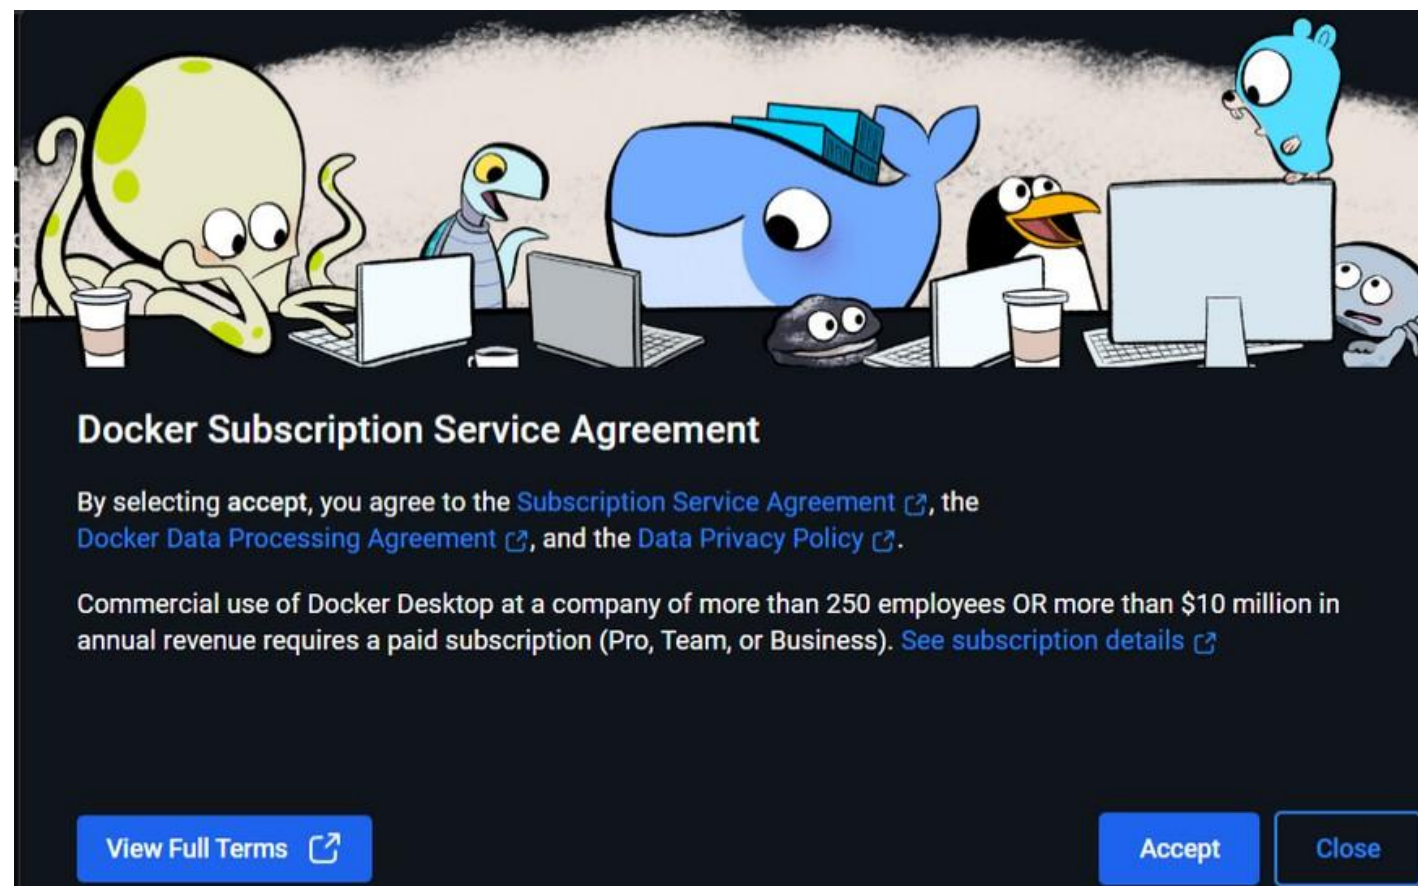 Docker Subscription Service Agreement
By selecting accept, you agree to the Subscription Service Agreement, the
Docker Data Processing Agreement, and the Data Privacy Policy.
Commercial use of Docker Desktop at a company of more than 250 employees OR more than $10 million in
annual revenue requires a paid subscription (Pro, Team, or Business). See subscription details
View Full Terms
Accept
Close